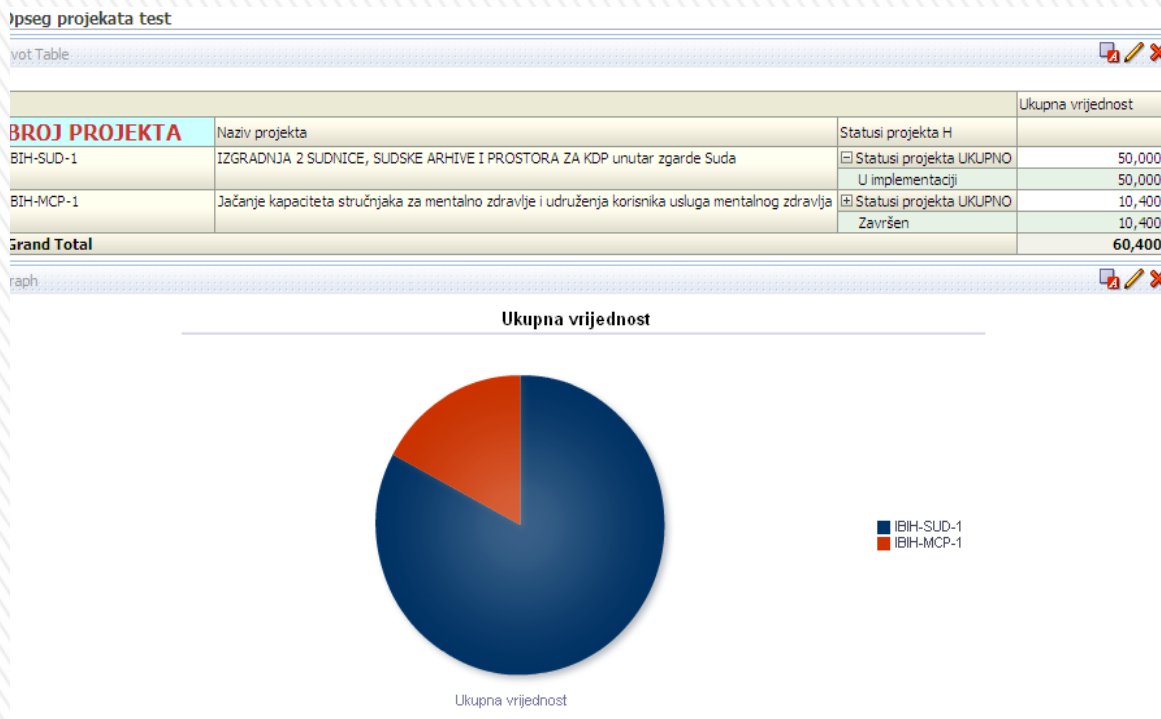 Opseg projekata test
ivot Table
Ukupna vrijednost
BROJ PROJEKTA Naziv projekta Statusi projekta H
BIH-SUD-1 IZGRADNJA 2 SUDNICE, SUDSKE ARHIVE I PROSTORA ZA KDP unutar zgarde Suda Statusi projekta UKUPNO 50,000
U implementaciji 50,000
BIH-MCP-1 Jačanje kapaciteta stručnjaka za mentalno zdravlje i udruženja korisnika usluga mentalnog zdravlja Statusi projekta UKUPNO 10,400
Završen 10,400
Grand Total 60,400
raph
Ukupna vrijednost
IBIH-SUD-1
IBIH-MCP-1
Ukupna vrijednost